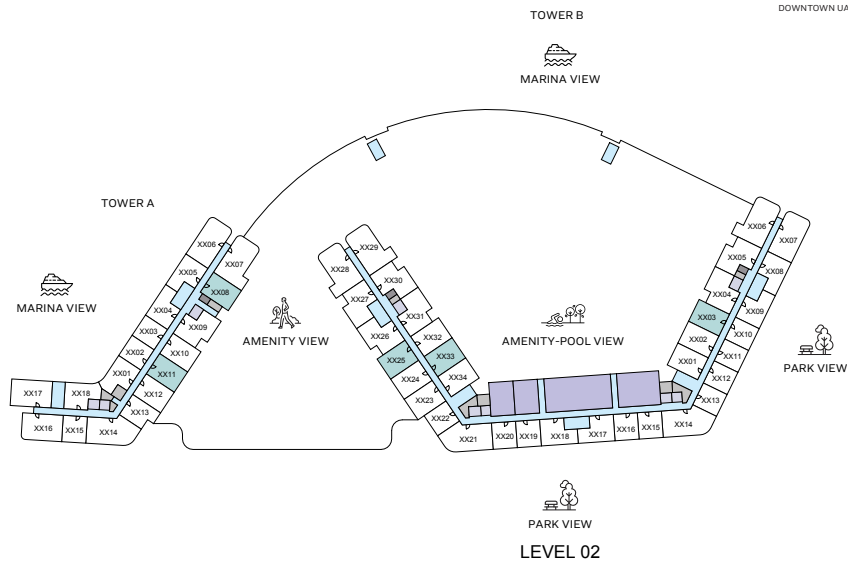 TOWER B
DOWNTOWN UA
MARINA VIEW
TOWER A
XX06
XX07
XX05
XX08
XX04
XX09
XX03
XX10
XX02
XX11
XX01
XX12
XX13
XX17
XX18
XX16
XX15
XX14
MARINA VIEW
AMENITY VIEW
XX29
XX28
XX30
XX27
XX31
XX26
XX32
XX25
XX33
XX24
XX34
XX23
XX22
XX21
XX20
XX19
XX18
XX17
XX16
XX15
XX14
AMENITY-POOL VIEW
XX06
XX07
XX05
XX08
XX04
XX09
XX03
XX10
XX02
XX11
XX01
XX12
XX13
PARK VIEW
PARK VIEW
LEVEL 02